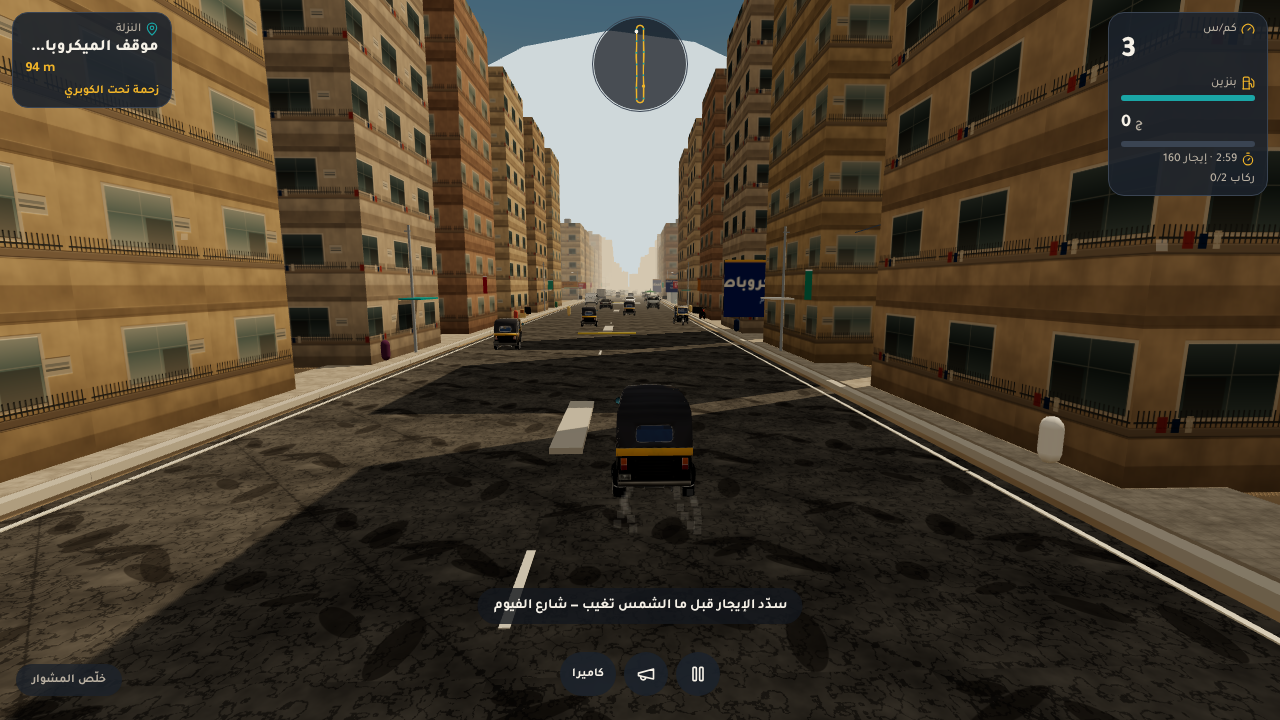 النزلة
موقف الميكروبا...
94 m
زحمة تحت الكوبري
كم/س
3
بنزين
0 ج
2:59 · إيجار 160
ركاب 0/2
سدّد الإيجار قبل ما الشمس تغيب – شارع الفيوم
كاميرا
خلّص المشوار